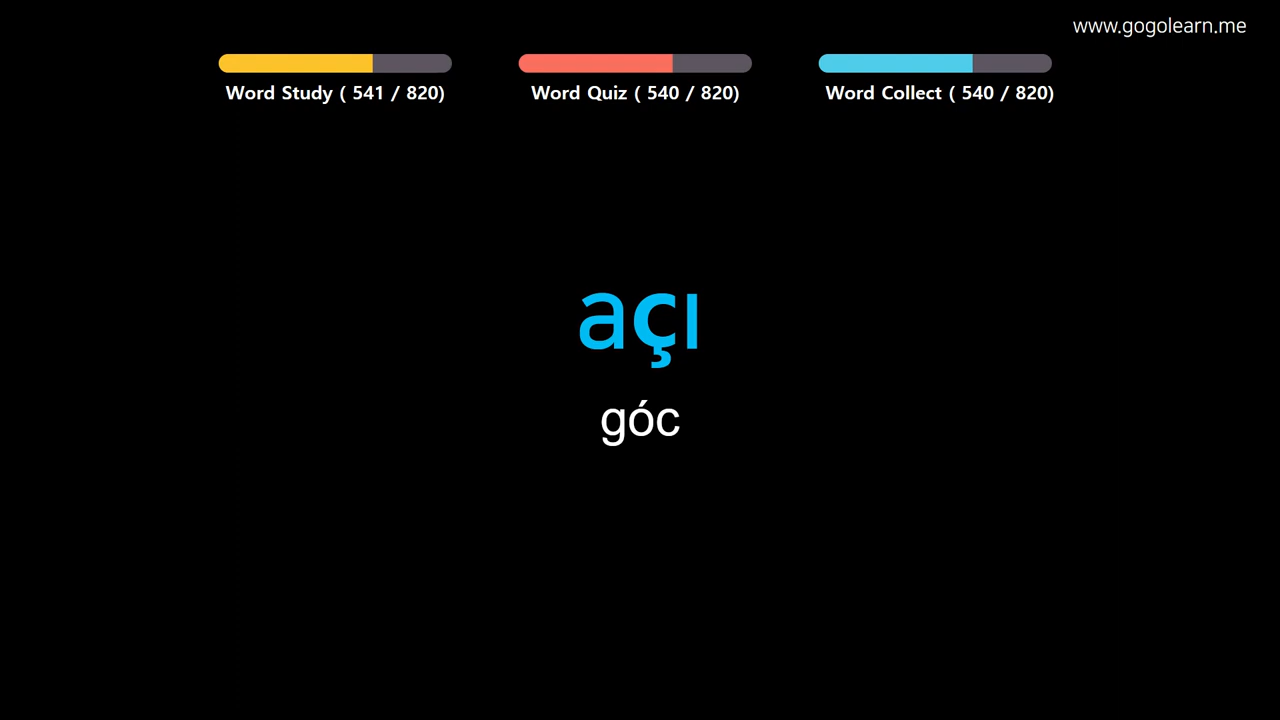 www.gogolearn.me
Word Study ( 541 / 820)
Word Quiz ( 540 / 820)
Word Collect ( 540 / 820)
açı
góc